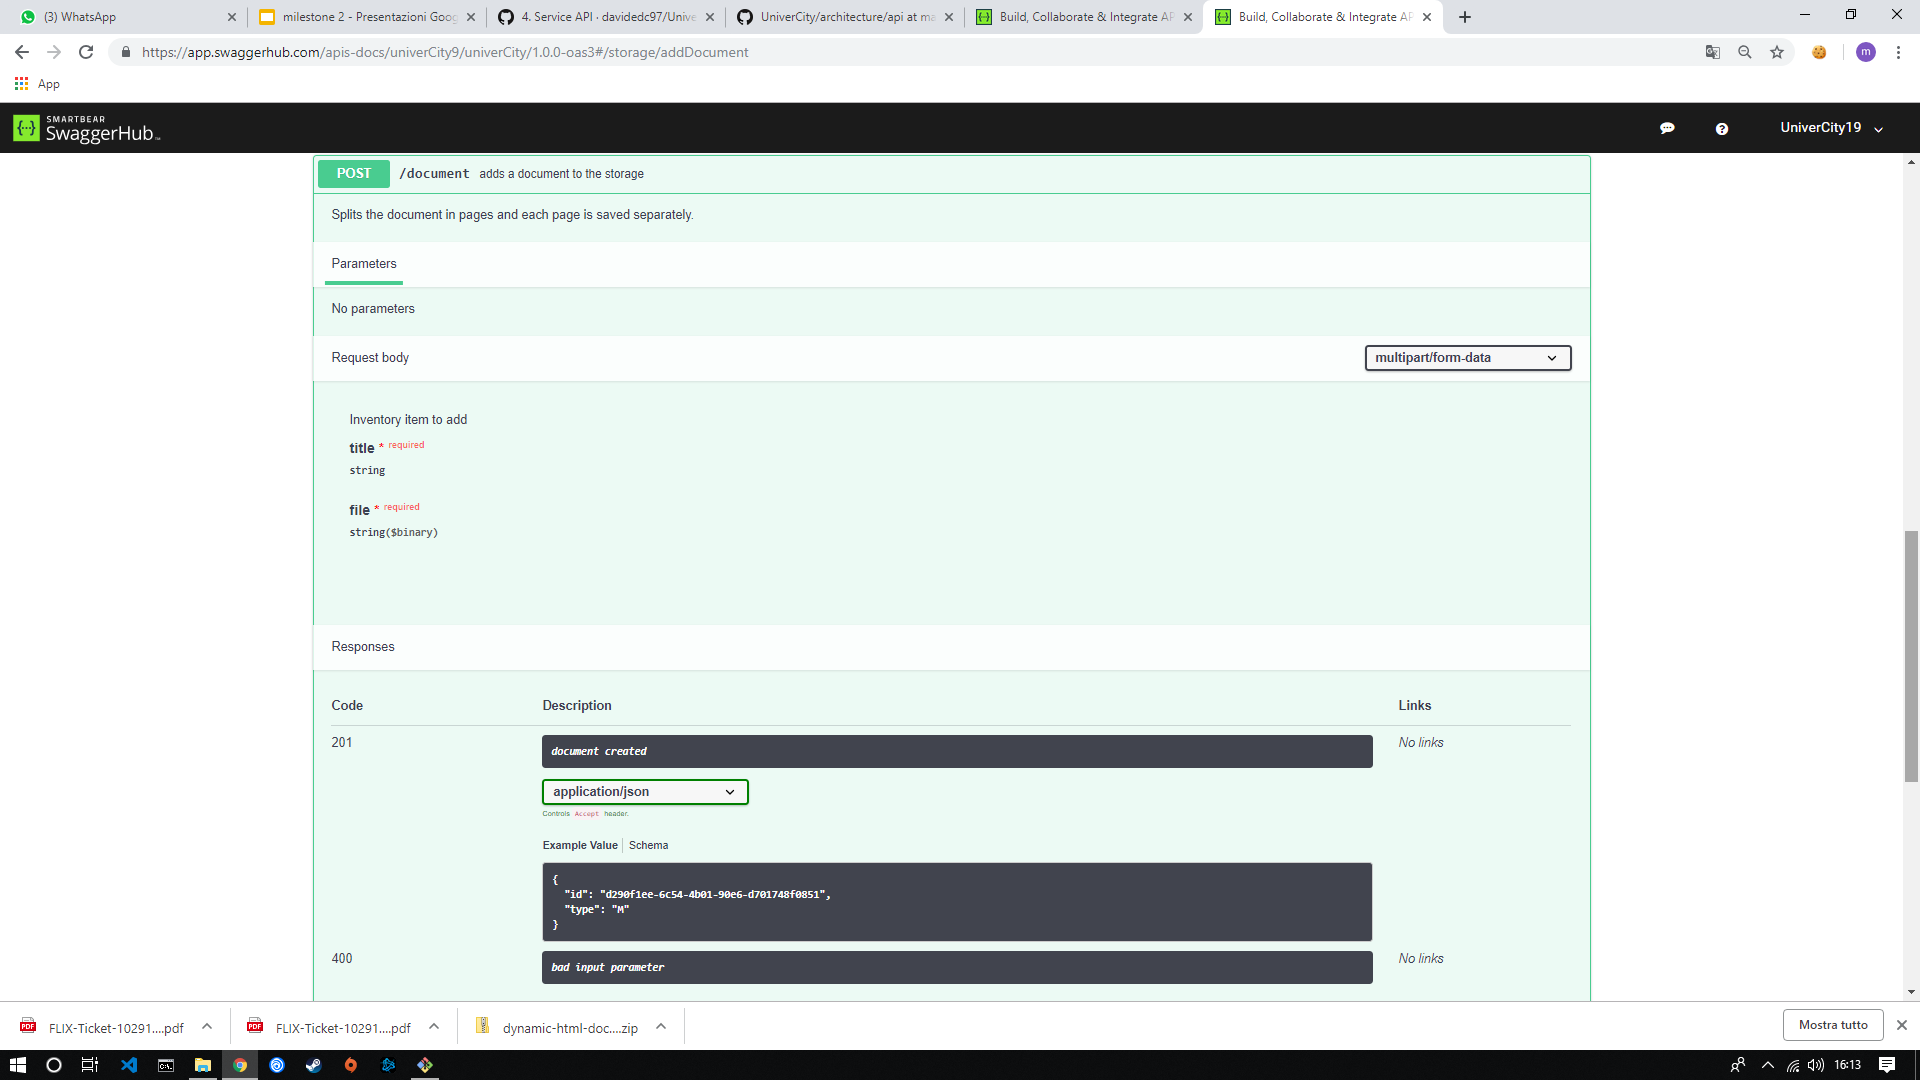 (3) WhatsApp
milestone 2 - Presentazioni Goog
4. Service API · davidedc97/Unive
UniverCity/architecture/api at ma
Build, Collaborate & Integrate AP
Build, Collaborate & Integrate AP
https://app.swaggerhub.com/apis-docs/univerCity9/univerCity/1.0.0-oas3#/storage/addDocument
m
App
SMARTBEAR
SwaggerHub™
UniverCity19
POST /document adds a document to the storage
Splits the document in pages and each page is saved separately.
Parameters
No parameters
Request body
multipart/form-data
Inventory item to add
title * required
string
file * required
string($binary)
Responses
Code Description Links
201 document created No links
application/json
Controls Accept header.
Example Value Schema
{
"id": "d290f1ee-6c54-4b01-90e6-d701748f0851",
"type": "M"
}
400 bad input parameter No links
PDF FLIX-Ticket-10291....pdf
PDF FLIX-Ticket-10291....pdf
dynamic-html-doc....zip
Mostra tutto
16:13